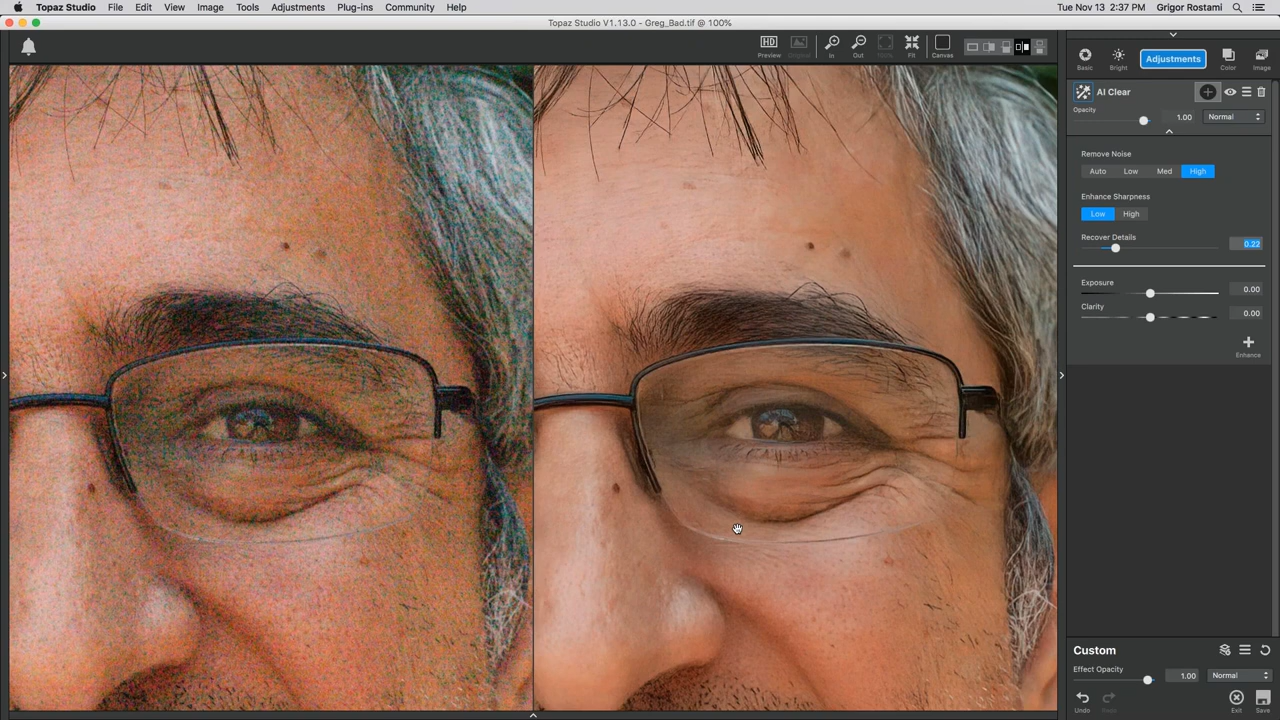 Topaz Studio File Edit View Image Tools Adjustments Plug-ins Community Help Tue Nov 13 2:37 PM Grigor Rostami
Topaz Studio V1.13.0 - Greg_Bad.tif @ 100%
HD
Preview Original In Out 100% Fit Canvas
Basic Bright Adjustments Color Image
AI Clear
Opacity 1.00 Normal
Remove Noise
Auto Low Med High
Enhance Sharpness
Low High
Recover Details 0.22
Exposure 0.00
Clarity 0.00
Enhance
Custom
Effect Opacity 1.00 Normal
Undo Redo Exit Save